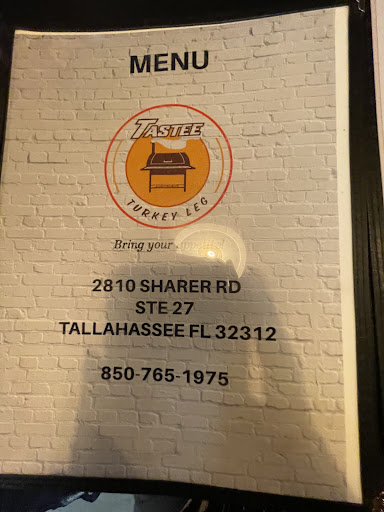 MENU
TASTEE
TURKEY LEG
Bring your
2810 SHARER RD
STE 27
TALLAHASSEE FL 32312
850-765-1975